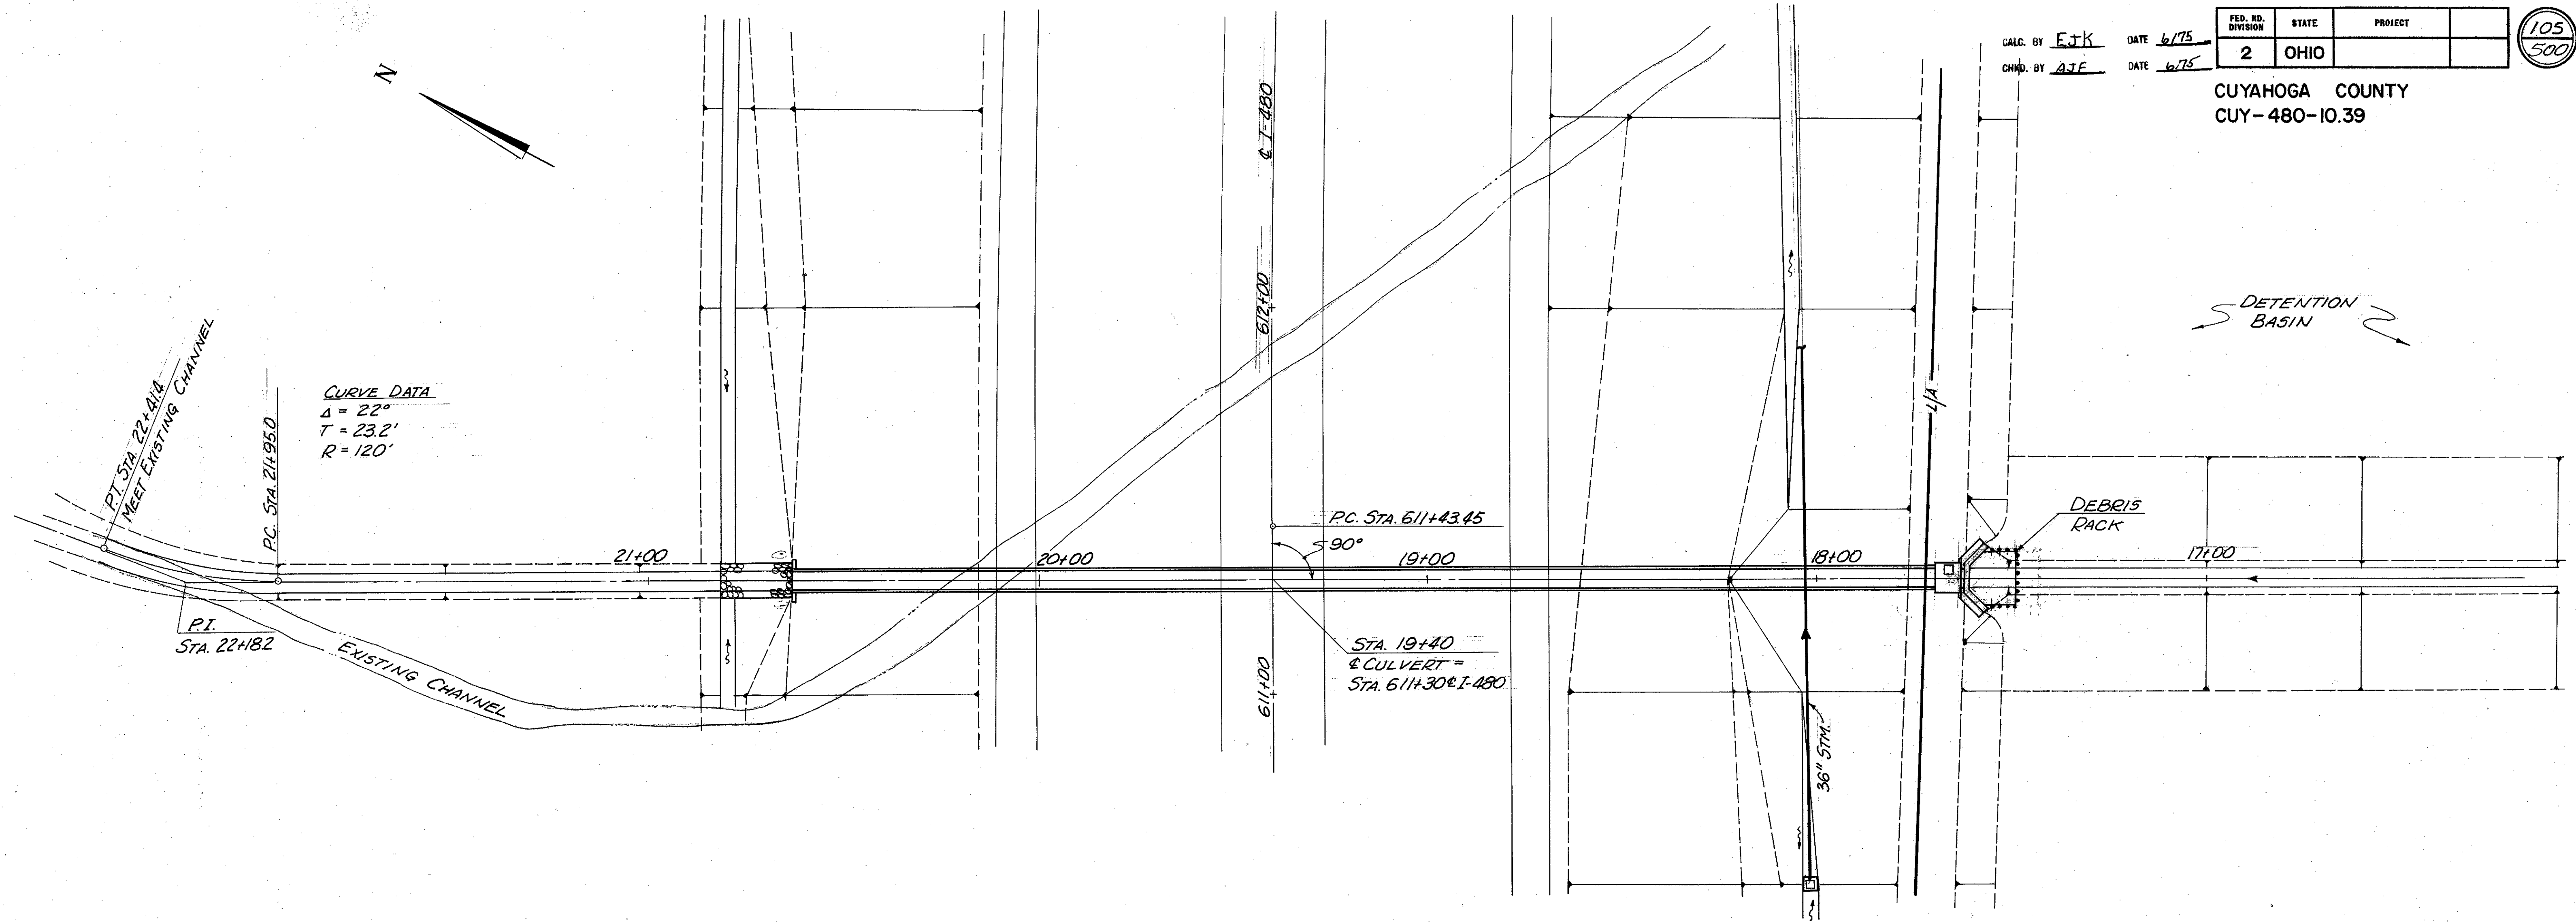 CALC. BY EJK DATE 6/75
CHKD. BY AJF DATE 6/75
FED. RD. DIVISION STATE PROJECT
2 OHIO
105
500
CUYAHOGA COUNTY
CUY-480-10.39
N
℄ I-480
612+00
611+00
DETENTION
BASIN
P.T. STA. 22+41.4
MEET EXISTING CHANNEL
P.C. STA. 21+95.0
CURVE DATA
Δ = 22°
T = 23.2'
R = 120'
L/A
DEBRIS
RACK
P.C. STA. 611+43.45
90°
21+00
20+00
19+00
18+00
17+00
P.I.
STA. 22+18.2
EXISTING CHANNEL
STA. 19+40
℄ CULVERT =
STA. 611+30 ℄ I-480
36" STM.